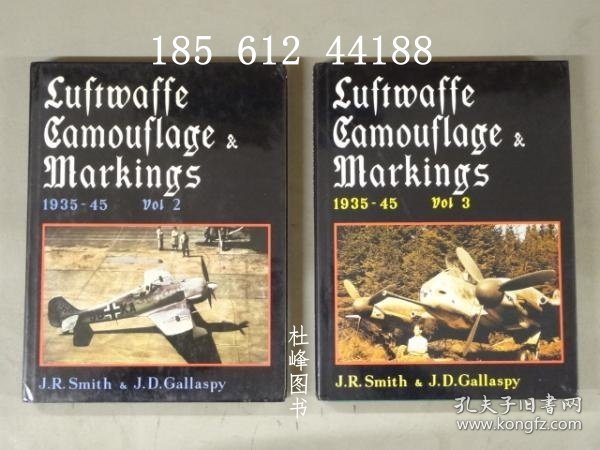 185 612 44188
Luftwaffe
Camouflage &
Markings
1935-45 Vol 2
J.R. Smith & J.D. Gallaspy
Luftwaffe
Camouflage &
Markings
1935-45 Vol 3
J.R. Smith & J.D. Gallaspy
杜峰图书
孔夫子旧书网
www.kongfz.com